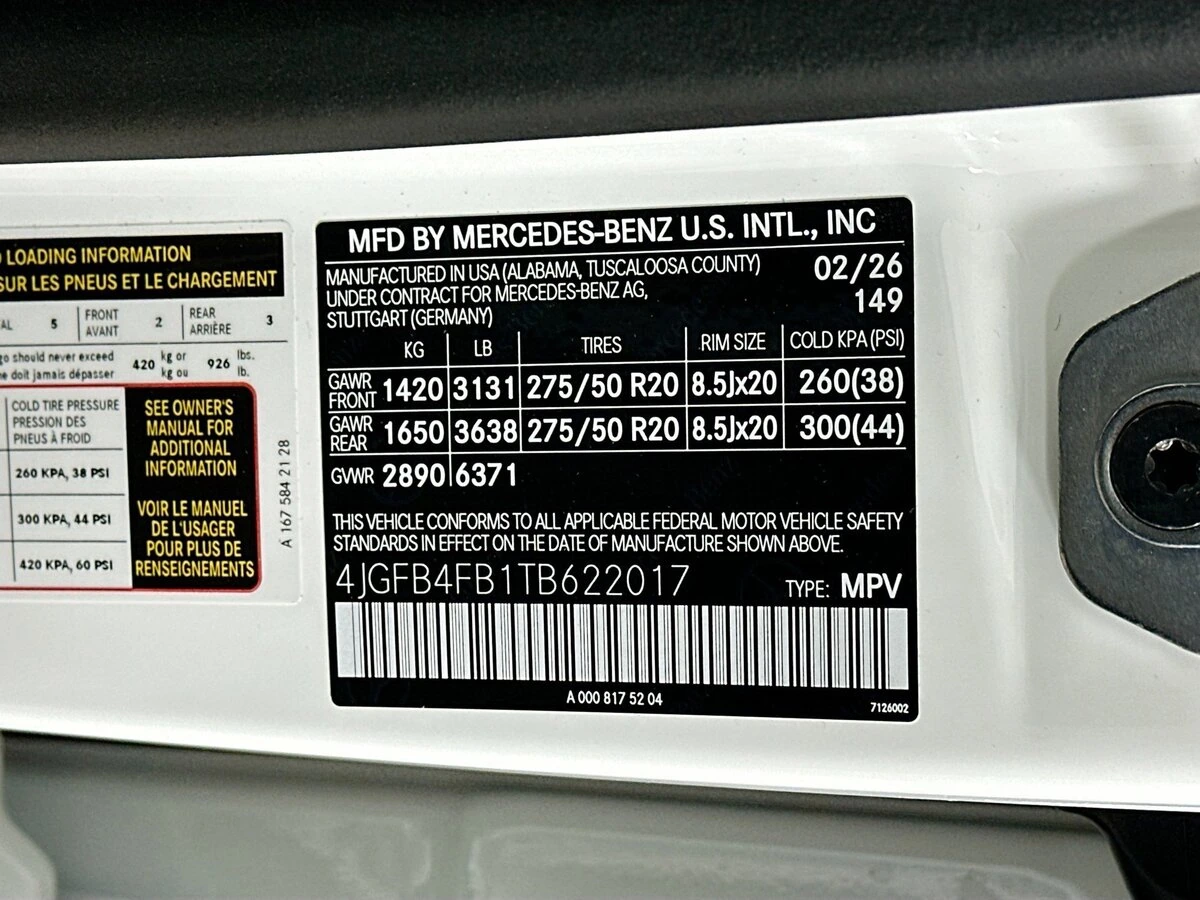 LOADING INFORMATION
SUR LES PNEUS ET LE CHARGEMENT
5 FRONT AVANT 2 REAR ARRIÈRE 3
should never exceed 420 kg or 926 lbs.
doit jamais dépasser kg ou lb.
COLD TIRE PRESSURE
PRESSION DES
PNEUS À FROID
260 KPA, 38 PSI
300 KPA, 44 PSI
420 KPA, 60 PSI
SEE OWNER'S
MANUAL FOR
ADDITIONAL
INFORMATION
VOIR LE MANUEL
DE L'USAGER
POUR PLUS DE
RENSEIGNEMENTS
A 167 584 21 28
MFD BY MERCEDES-BENZ U.S. INTL., INC
MANUFACTURED IN USA (ALABAMA, TUSCALOOSA COUNTY) 02/26
UNDER CONTRACT FOR MERCEDES-BENZ AG, 149
STUTTGART (GERMANY)
KG LB TIRES RIM SIZE COLD KPA (PSI)
GAWR FRONT 1420 3131 275/50 R20 8.5Jx20 260(38)
GAWR REAR 1650 3638 275/50 R20 8.5Jx20 300(44)
GVWR 2890 6371
THIS VEHICLE CONFORMS TO ALL APPLICABLE FEDERAL MOTOR VEHICLE SAFETY
STANDARDS IN EFFECT ON THE DATE OF MANUFACTURE SHOWN ABOVE.
4JGFB4FB1TB622017 TYPE: MPV
A 000 817 52 04
7126002